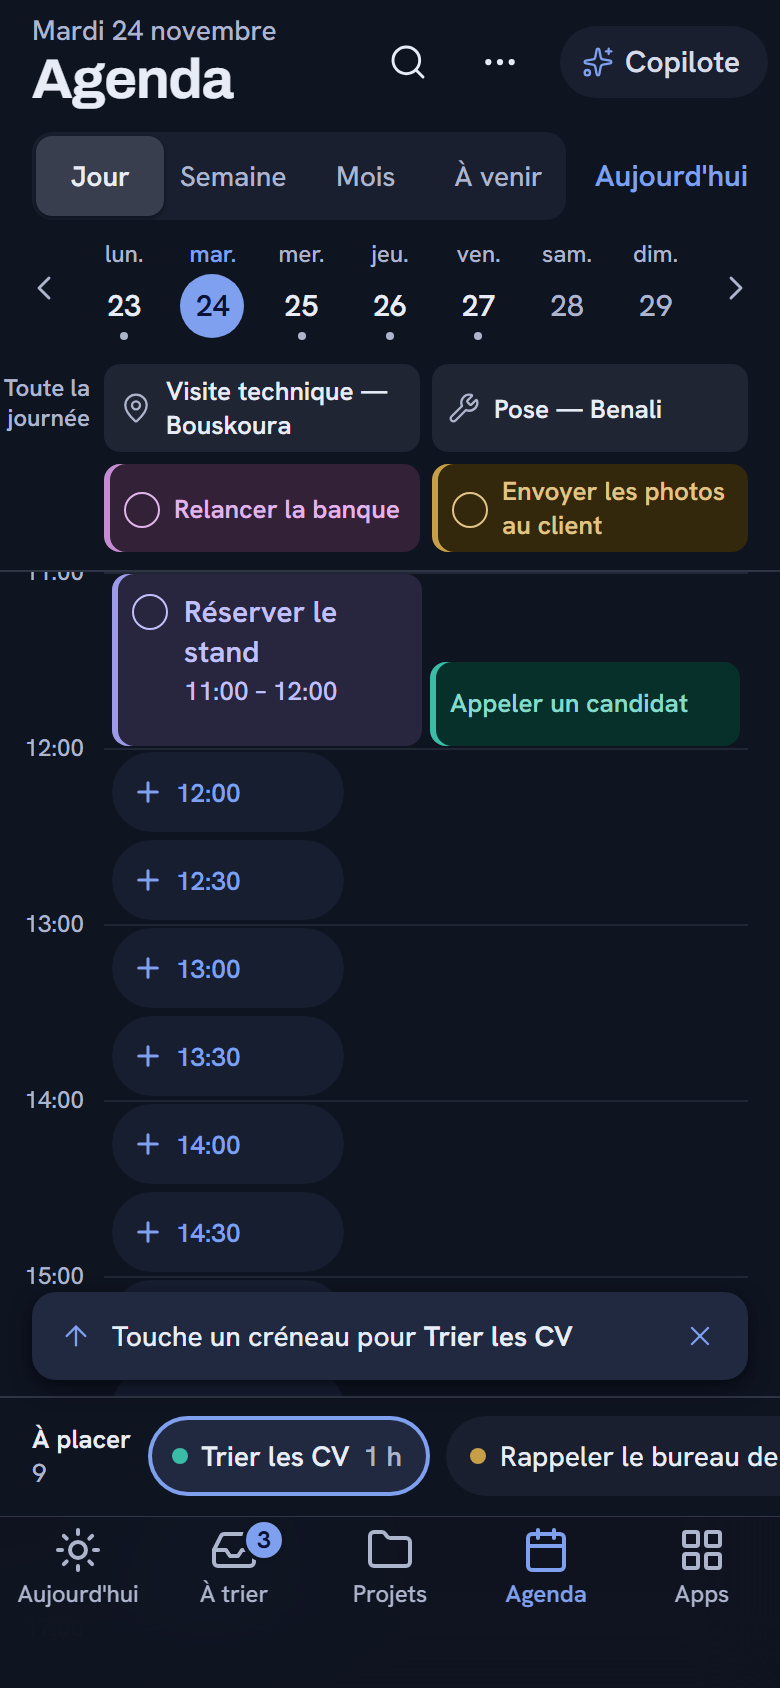 Mardi 24 novembre
Agenda
Copilote
Jour
Semaine
Mois
À venir
Aujourd'hui
lun.
mar.
mer.
jeu.
ven.
sam.
dim.
23
24
25
26
27
28
29
Toute la
journée
Visite technique —
Bouskoura
Pose — Benali
Relancer la banque
Envoyer les photos
au client
11:00
Réserver le
stand
11:00 – 12:00
Appeler un candidat
12:00
12:00
12:30
13:00
13:00
13:30
14:00
14:00
14:30
15:00
Touche un créneau pour Trier les CV
À placer
9
Trier les CV 1 h
Rappeler le bureau de
3
Aujourd'hui
À trier
Projets
Agenda
Apps